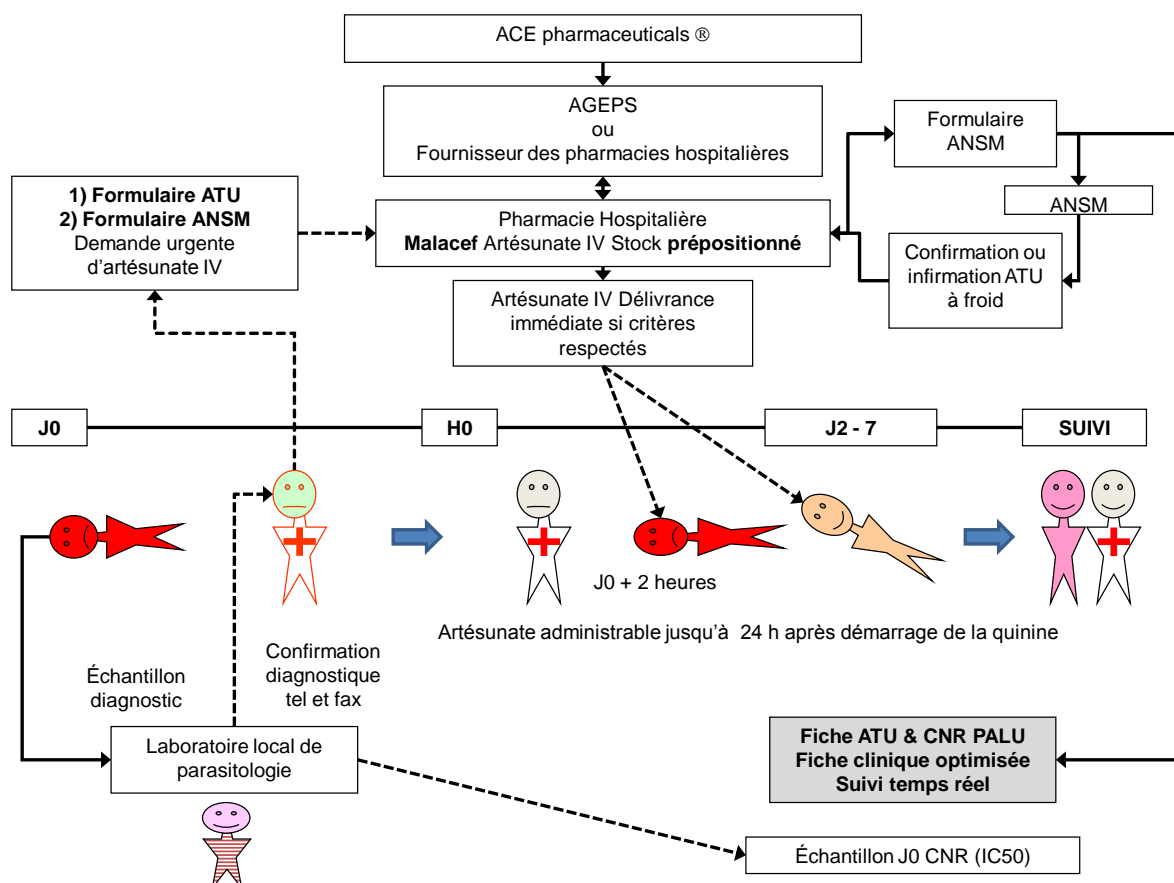 ACE pharmaceuticals ®
AGEPS
ou
Fournisseur des pharmacies hospitalières
Formulaire
ANSM
ANSM
1) Formulaire ATU
2) Formulaire ANSM
Demande urgente
d'artésunate IV
Pharmacie Hospitalière
Malacef Artésunate IV Stock prépositionné
Confirmation ou
infirmation ATU
à froid
Artésunate IV Délivrance
immédiate si critères
respectés
J0
H0
J2 - 7
SUIVI
J0 + 2 heures
Artésunate administrable jusqu'à 24 h après démarrage de la quinine
Échantillon
diagnostic
Confirmation
diagnostique
tel et fax
Laboratoire local de
parasitologie
Fiche ATU & CNR PALU
Fiche clinique optimisée
Suivi temps réel
Échantillon J0 CNR (IC50)